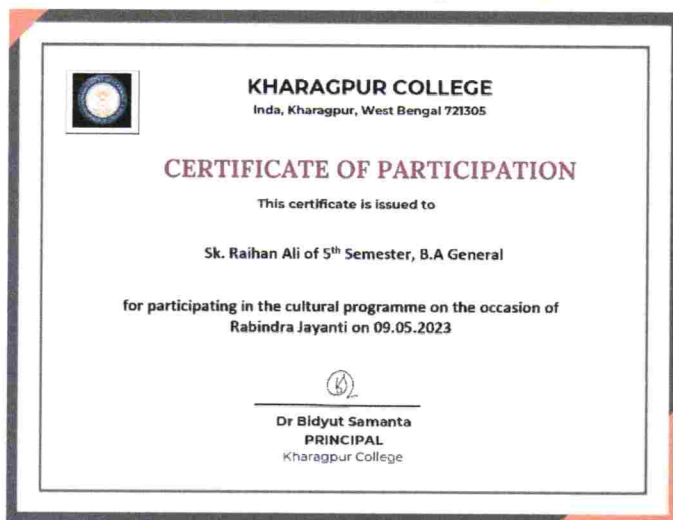 KHARAGPUR COLLEGE
Inda, Kharagpur, West Bengal 721305
CERTIFICATE OF PARTICIPATION
This certificate is issued to
Sk. Raihan Ali of 5th Semester, B.A General
for participating in the cultural programme on the occasion of
Rabindra Jayanti on 09.05.2023
Dr Bidyut Samanta
PRINCIPAL
Kharagpur College